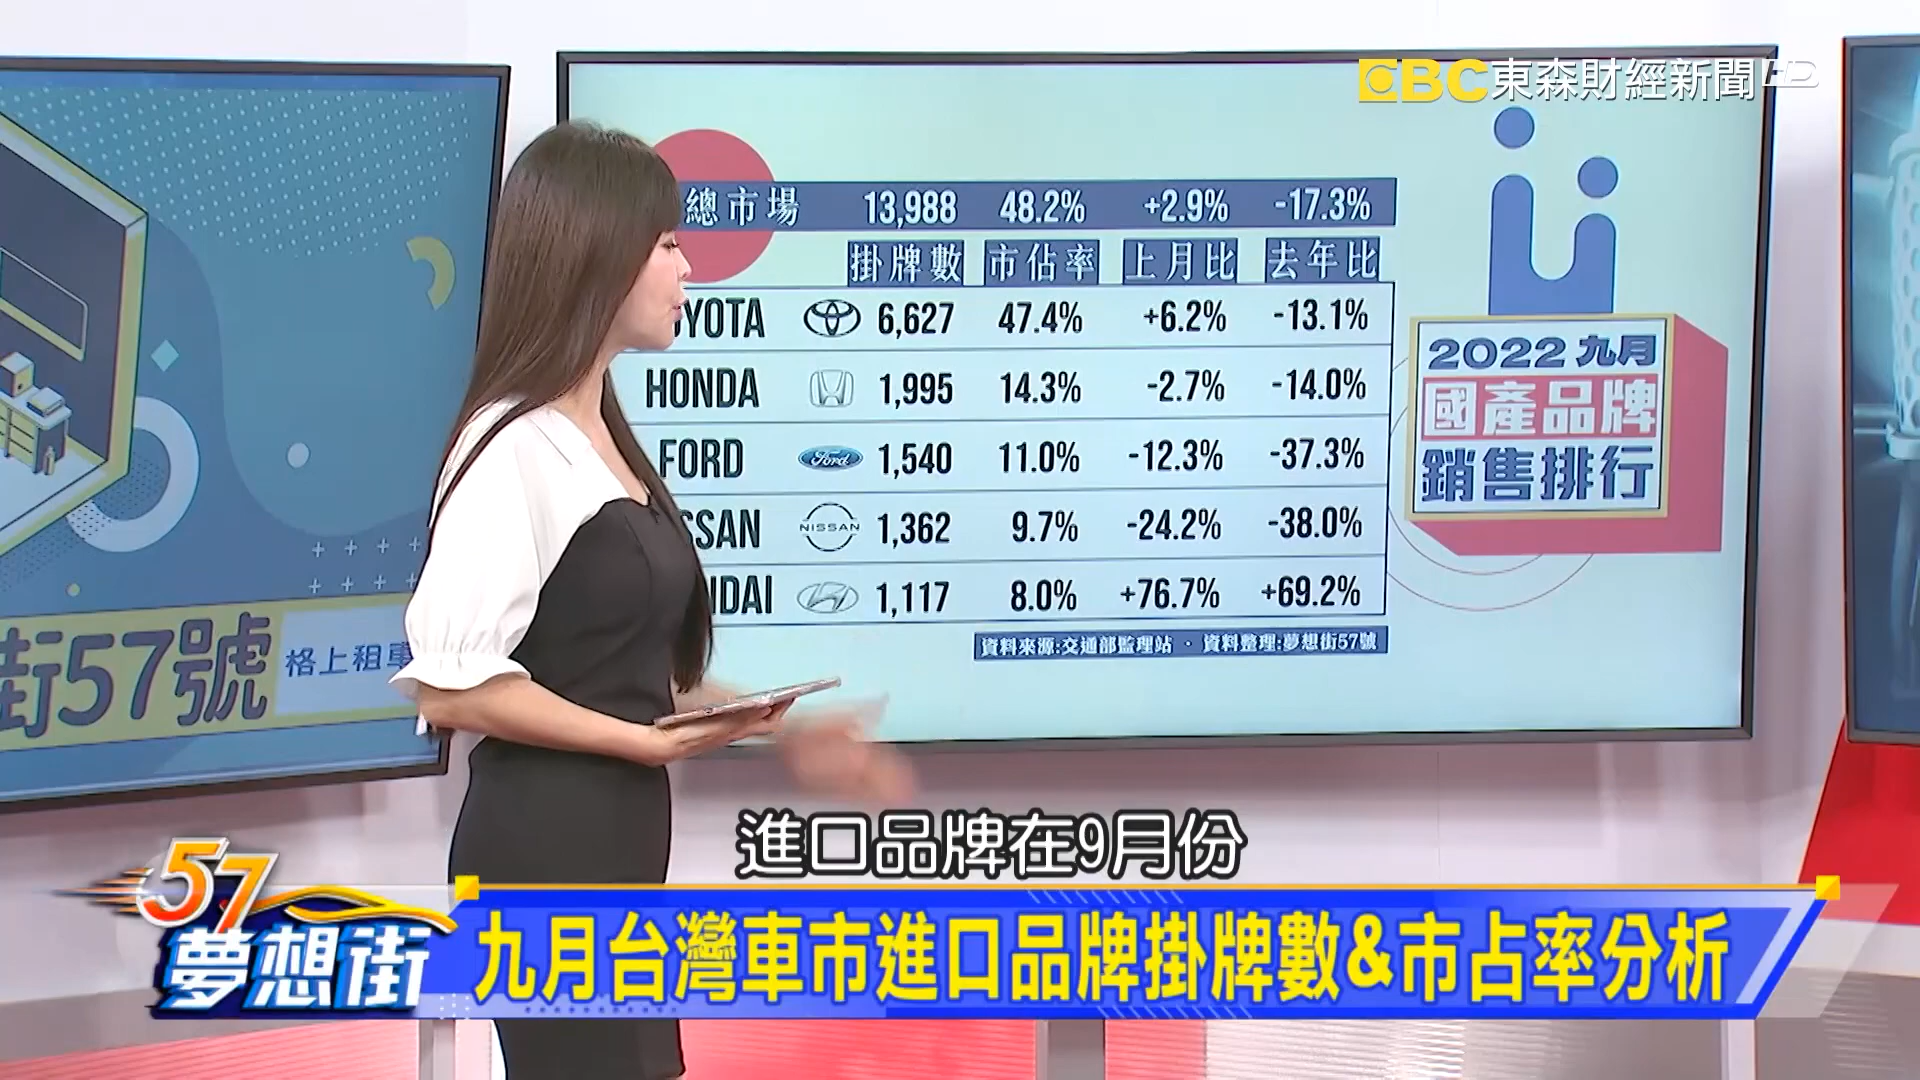 EBC 東森財經新聞 HD
總市場 13,988 48.2% +2.9% -17.3%
掛牌數 市佔率 上月比 去年比
YOTA 6,627 47.4% +6.2% -13.1%
HONDA 1,995 14.3% -2.7% -14.0%
FORD Ford 1,540 11.0% -12.3% -37.3%
SSAN NISSAN 1,362 9.7% -24.2% -38.0%
NDAI 1,117 8.0% +76.7% +69.2%
資料來源:交通部監理站 · 資料整理:夢想街57號
2022 九月
國產品牌
銷售排行
街57號 格上租車
進口品牌在9月份
57夢想街
九月台灣車市進口品牌掛牌數&市占率分析